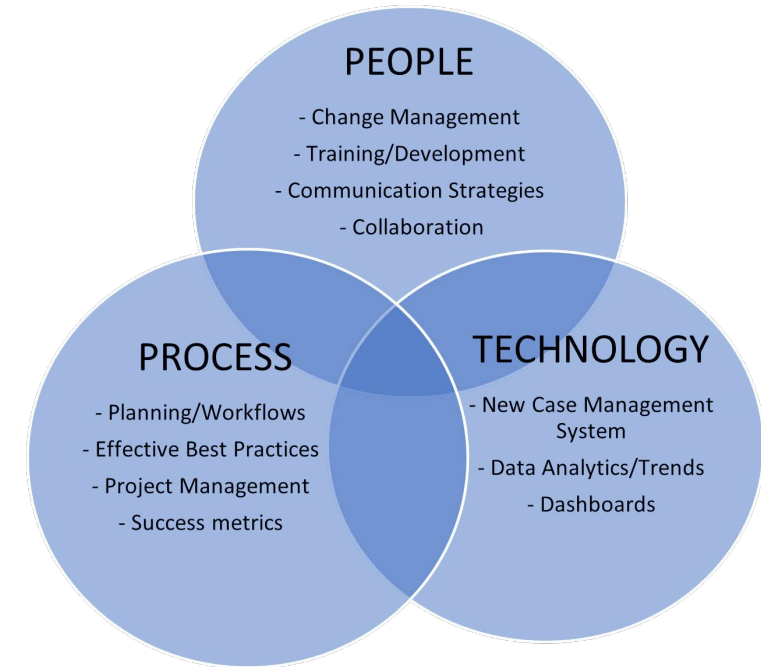 PEOPLE
- Change Management
- Training/Development
- Communication Strategies
- Collaboration
PROCESS
- Planning/Workflows
- Effective Best Practices
- Project Management
- Success metrics
TECHNOLOGY
- New Case Management
System
- Data Analytics/Trends
- Dashboards